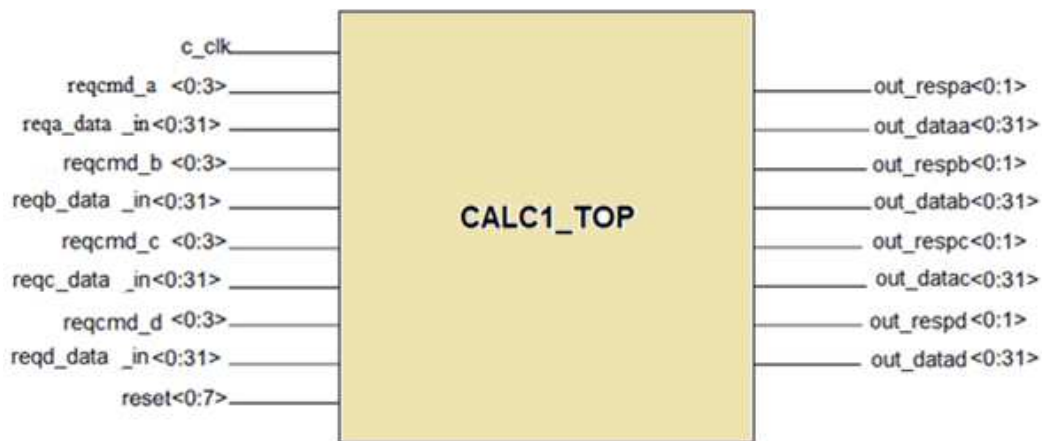 c_clk
reqcmd_a <0:3>
reqa_data _in<0:31>
reqcmd_b <0:3>
reqb_data _in<0:31>
reqcmd_c <0:3>
reqc_data _in<0:31>
reqcmd_d <0:3>
reqd_data _in<0:31>
reset<0:7>
CALC1_TOP
out_respa<0:1>
out_dataa<0:31>
out_respb<0:1>
out_datab<0:31>
out_respc<0:1>
out_datac<0:31>
out_respd<0:1>
out_datad<0:31>